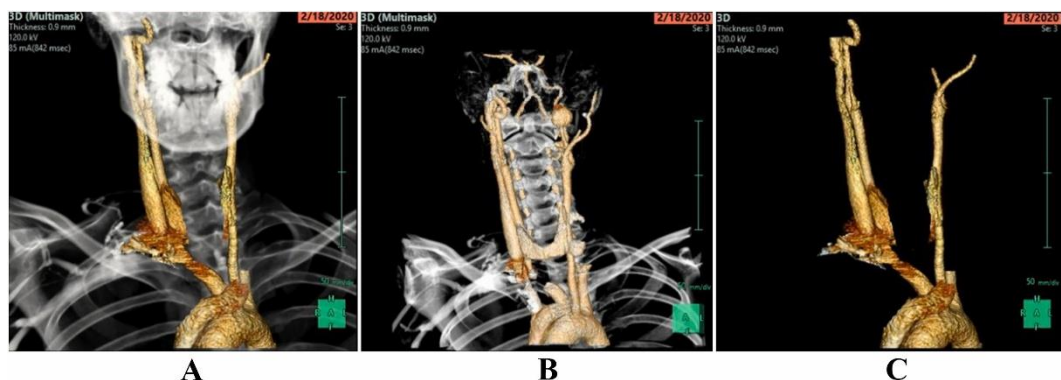 3D (Multimask)
2/18/2020
Thickness: 0.9 mm
Se: 3
120.0 kV
85 mA(842 msec)
50 mm/div
3D (Multimask)
2/18/2020
Thickness: 0.9 mm
Se: 3
120.0 kV
85 mA(842 msec)
3D
2/18/2020
Thickness: 0.9 mm
Se: 3
120.0 kV
85 mA(842 msec)
50 mm/div
A
B
C